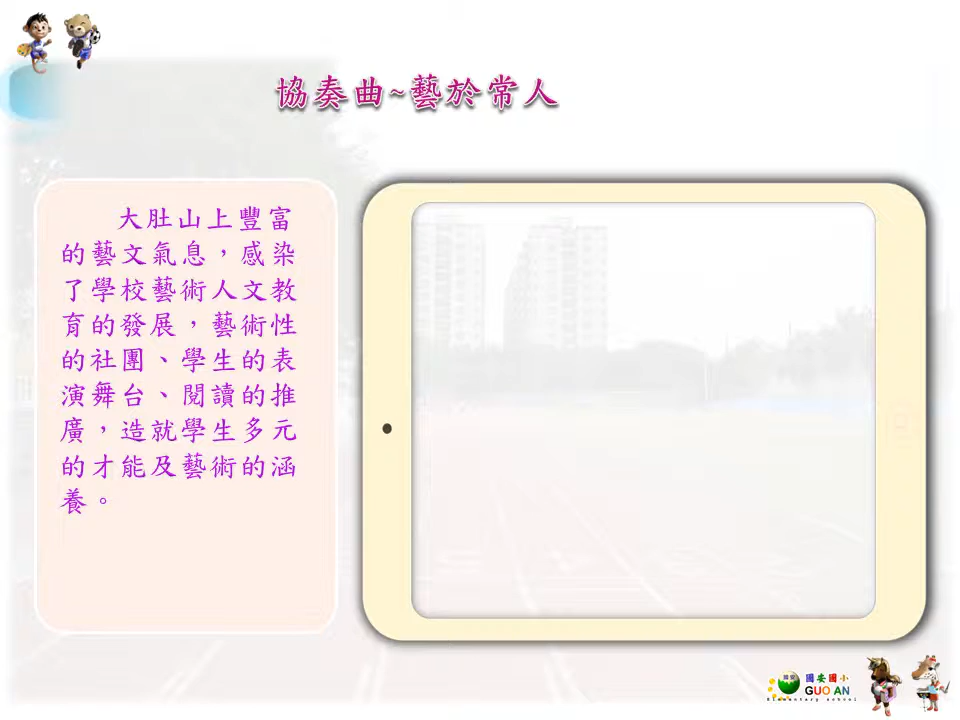 協奏曲~藝於常人
大肚山上豐富
的藝文氣息，感染
了學校藝術人文教
育的發展，藝術性
的社團、學生的表
演舞台、閱讀的推
廣，造就學生多元
的才能及藝術的涵
養。
國安國小
GUO AN
Elementary school